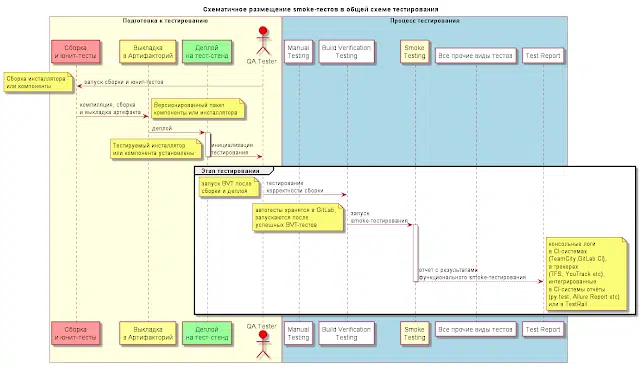 Схематичное размещение smoke-тестов в общей схеме тестирования
Подготовка к тестированию
Процесс тестирования
Сборка
и юнит-тесты
Выкладка
в Артифакторий
Деплой
на тест-стенд
QA Tester
Manual
Testing
Build Verification
Testing
Smoke
Testing
Все прочие виды тестов
Test Report
Сборка инсталлятора
или компоненты
запуск сборки и юнит-тестов
компиляция, сборка
и выкладка артефакта
Версионированный пакет
компоненты или инсталлятора
деплой
Тестируемый инсталлятор
или компонента установлены
инициализация
тестирования
Этап тестирования
запуск BVT после
сборки и деплоя
тестирование
корректности сборки
автотесты хранятся в GitLab,
запускаются после
успешных BVT-тестов
запуск
smoke-тестирования
отчет с результатами
функционального smoke-тестирования
консольные логи
в CI-системах
(TeamCity,GitLab CI),
в трекерах
(TFS, YouTrack etc),
интегрированные
в CI-системы отчёты
(py.test, Allure Report etc)
или в TestRail
Сборка
и юнит-тесты
Выкладка
в Артифакторий
Деплой
на тест-стенд
QA Tester
Manual
Testing
Build Verification
Testing
Smoke
Testing
Все прочие виды тестов
Test Report